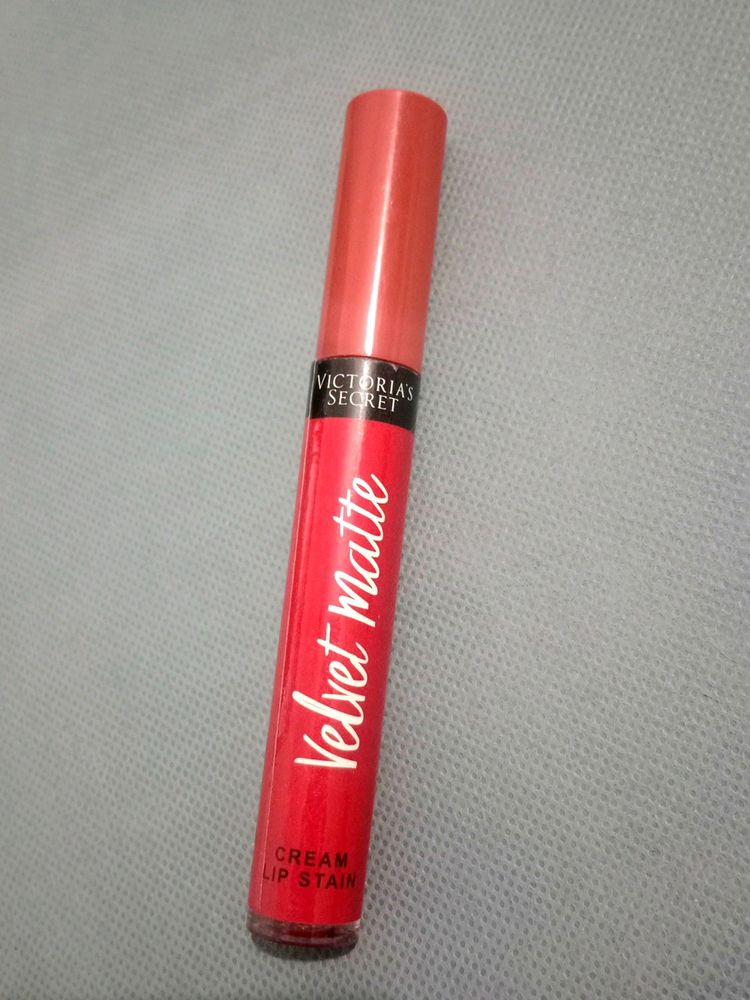 VICTORIA'S
SECRET
Velvet Matte
CREAM
LIP STAIN